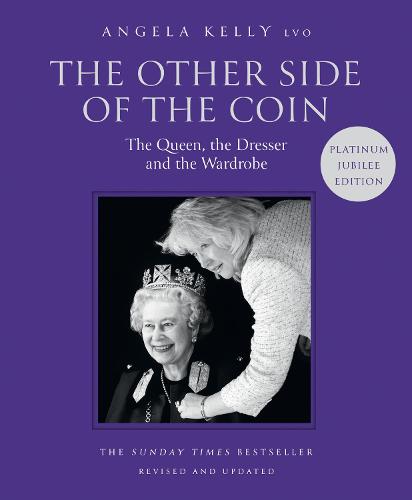 ANGELA KELLY LVO
THE OTHER SIDE
OF THE COIN
The Queen, the Dresser
and the Wardrobe
PLATINUM
JUBILEE
EDITION
THE SUNDAY TIMES BESTSELLER
REVISED AND UPDATED